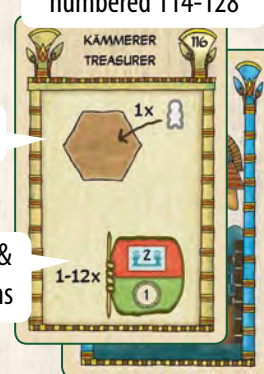 numbered 114-128
KÄMMERER 116
TREASURER
1x
&
1-12x
2
ns
1